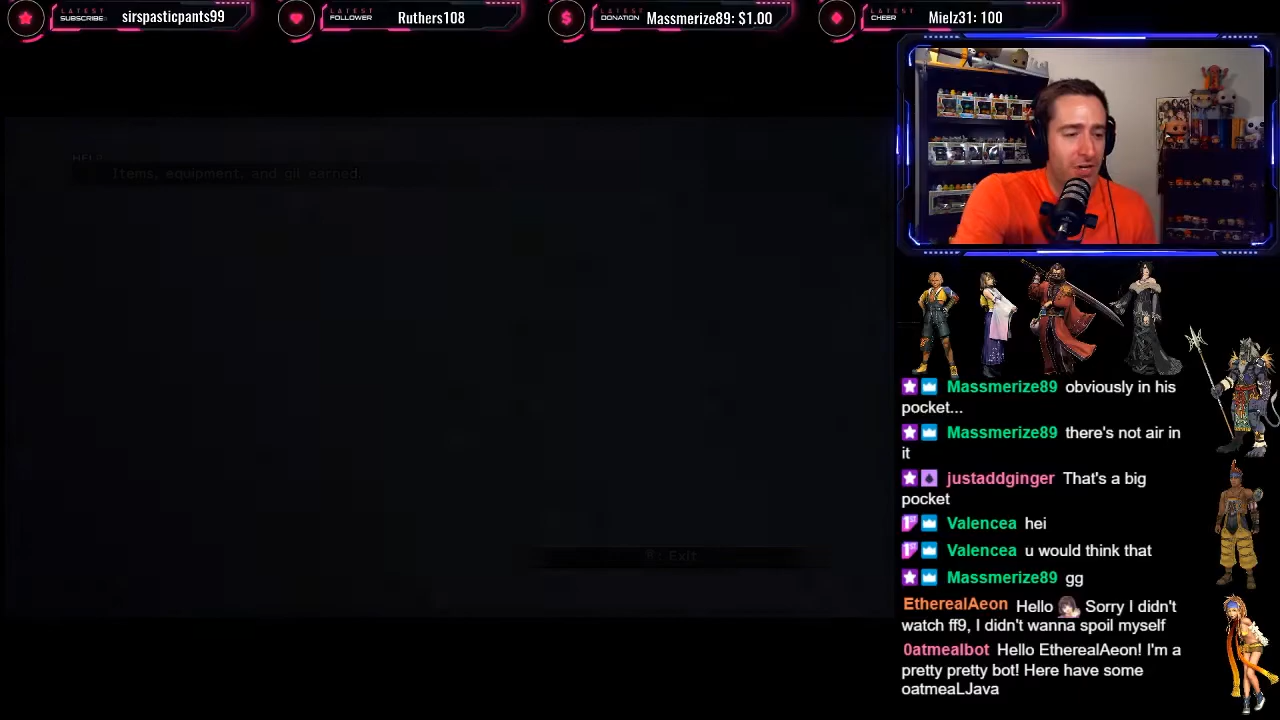 LATEST
SUBSCRIBE
sirspasticpants99
LATEST
FOLLOWER
Ruthers108
LATEST
DONATION
Massmerize89: $1.00
LATEST
CHEER
Mielz31: 100
HELP
Items, equipment, and gil earned.
: Exit
Massmerize89 obviously in his
pocket...
Massmerize89 there's not air in
it
justaddginger That's a big
pocket
Valencea hei
Valencea u would think that
Massmerize89 gg
EtherealAeon Hello Sorry I didn't
watch ff9, I didn't wanna spoil myself
0atmealbot Hello EtherealAeon! I'm a
pretty pretty bot! Here have some
oatmeaLJava